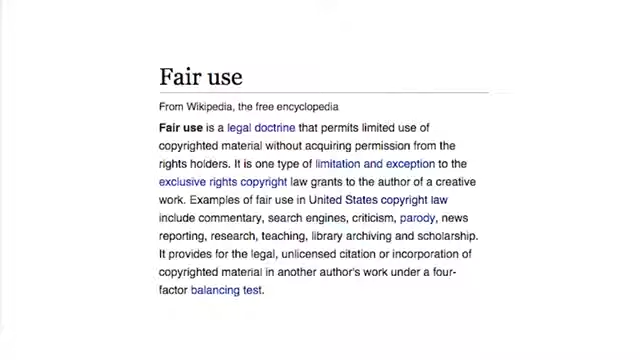 Fair use
From Wikipedia, the free encyclopedia
Fair use is a legal doctrine that permits limited use of
copyrighted material without acquiring permission from the
rights holders. It is one type of limitation and exception to the
exclusive rights copyright law grants to the author of a creative
work. Examples of fair use in United States copyright law
include commentary, search engines, criticism, parody, news
reporting, research, teaching, library archiving and scholarship.
It provides for the legal, unlicensed citation or incorporation of
copyrighted material in another author's work under a four-
factor balancing test.